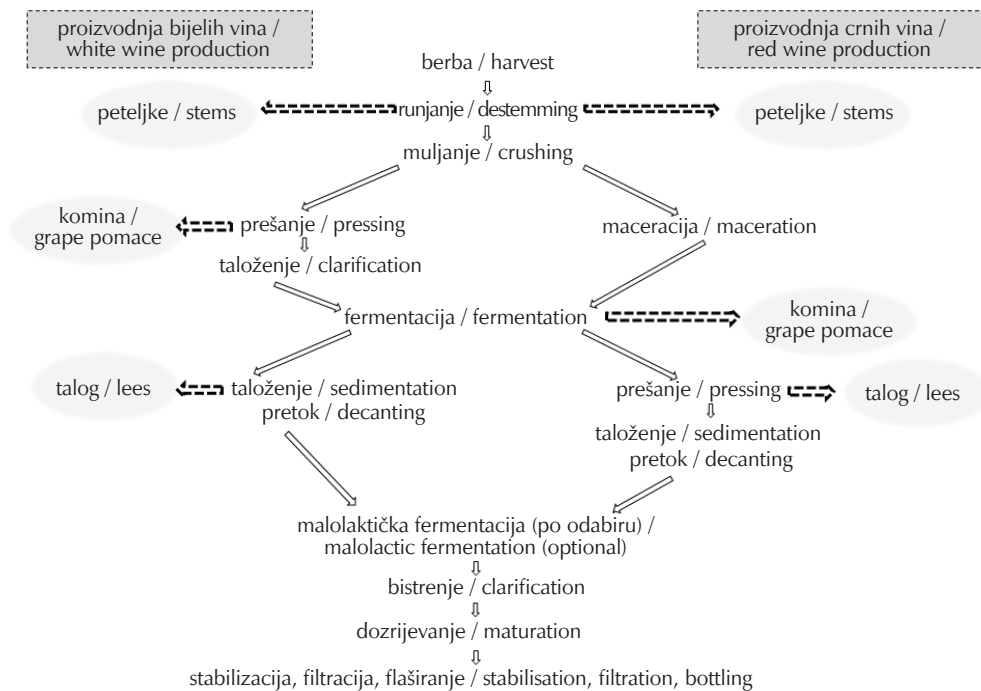 proizvodnja bijelih vina /
white wine production
proizvodnja crnih vina /
red wine production
berba / harvest
peteljke / stems
runjanje / destemming
peteljke / stems
muljanje / crushing
komina /
grape pomace
prešanje / pressing
maceracija / maceration
taloženje / clarification
fermentacija / fermentation
komina /
grape pomace
talog / lees
taloženje / sedimentation
pretok / decanting
prešanje / pressing
talog / lees
taloženje / sedimentation
pretok / decanting
malolaktička fermentacija (po odabiru) /
malolactic fermentation (optional)
bistrenje / clarification
dozrijevanje / maturation
stabilizacija, filtracija, flaširanje / stabilisation, filtration, bottling